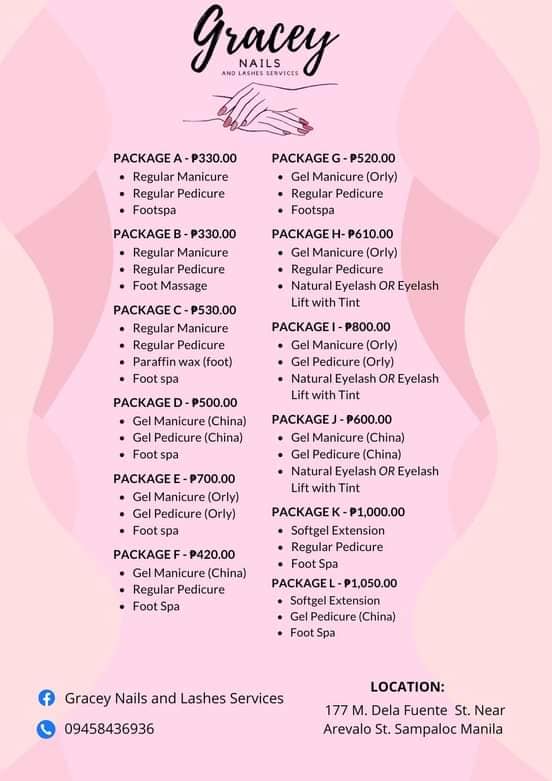 Gracey
NAILS
AND LASHES SERVICES
PACKAGE A - ₱330.00
• Regular Manicure
• Regular Pedicure
• Footspa
PACKAGE B - ₱330.00
• Regular Manicure
• Regular Pedicure
• Foot Massage
PACKAGE C - ₱530.00
• Regular Manicure
• Regular Pedicure
• Paraffin wax (foot)
• Foot spa
PACKAGE D - ₱500.00
• Gel Manicure (China)
• Gel Pedicure (China)
• Foot spa
PACKAGE E - ₱700.00
• Gel Manicure (Orly)
• Gel Pedicure (Orly)
• Foot spa
PACKAGE F - ₱420.00
• Gel Manicure (China)
• Regular Pedicure
• Foot Spa
PACKAGE G - ₱520.00
• Gel Manicure (Orly)
• Regular Pedicure
• Footspa
PACKAGE H- ₱610.00
• Gel Manicure (Orly)
• Regular Pedicure
• Natural Eyelash OR Eyelash
Lift with Tint
PACKAGE I - ₱800.00
• Gel Manicure (Orly)
• Gel Pedicure (Orly)
• Natural Eyelash OR Eyelash
Lift with Tint
PACKAGE J - ₱600.00
• Gel Manicure (China)
• Gel Pedicure (China)
• Natural Eyelash OR Eyelash
Lift with Tint
PACKAGE K - ₱1,000.00
• Softgel Extension
• Regular Pedicure
• Foot Spa
PACKAGE L - ₱1,050.00
• Softgel Extension
• Gel Pedicure (China)
• Foot Spa
Gracey Nails and Lashes Services
09458436936
LOCATION:
177 M. Dela Fuente St. Near
Arevalo St. Sampaloc Manila